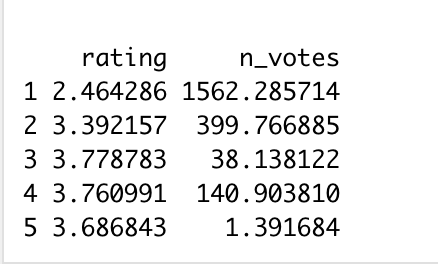 rating n_votes
1 2.464286 1562.285714
2 3.392157 399.766885
3 3.778783 38.138122
4 3.760991 140.903810
5 3.686843 1.391684